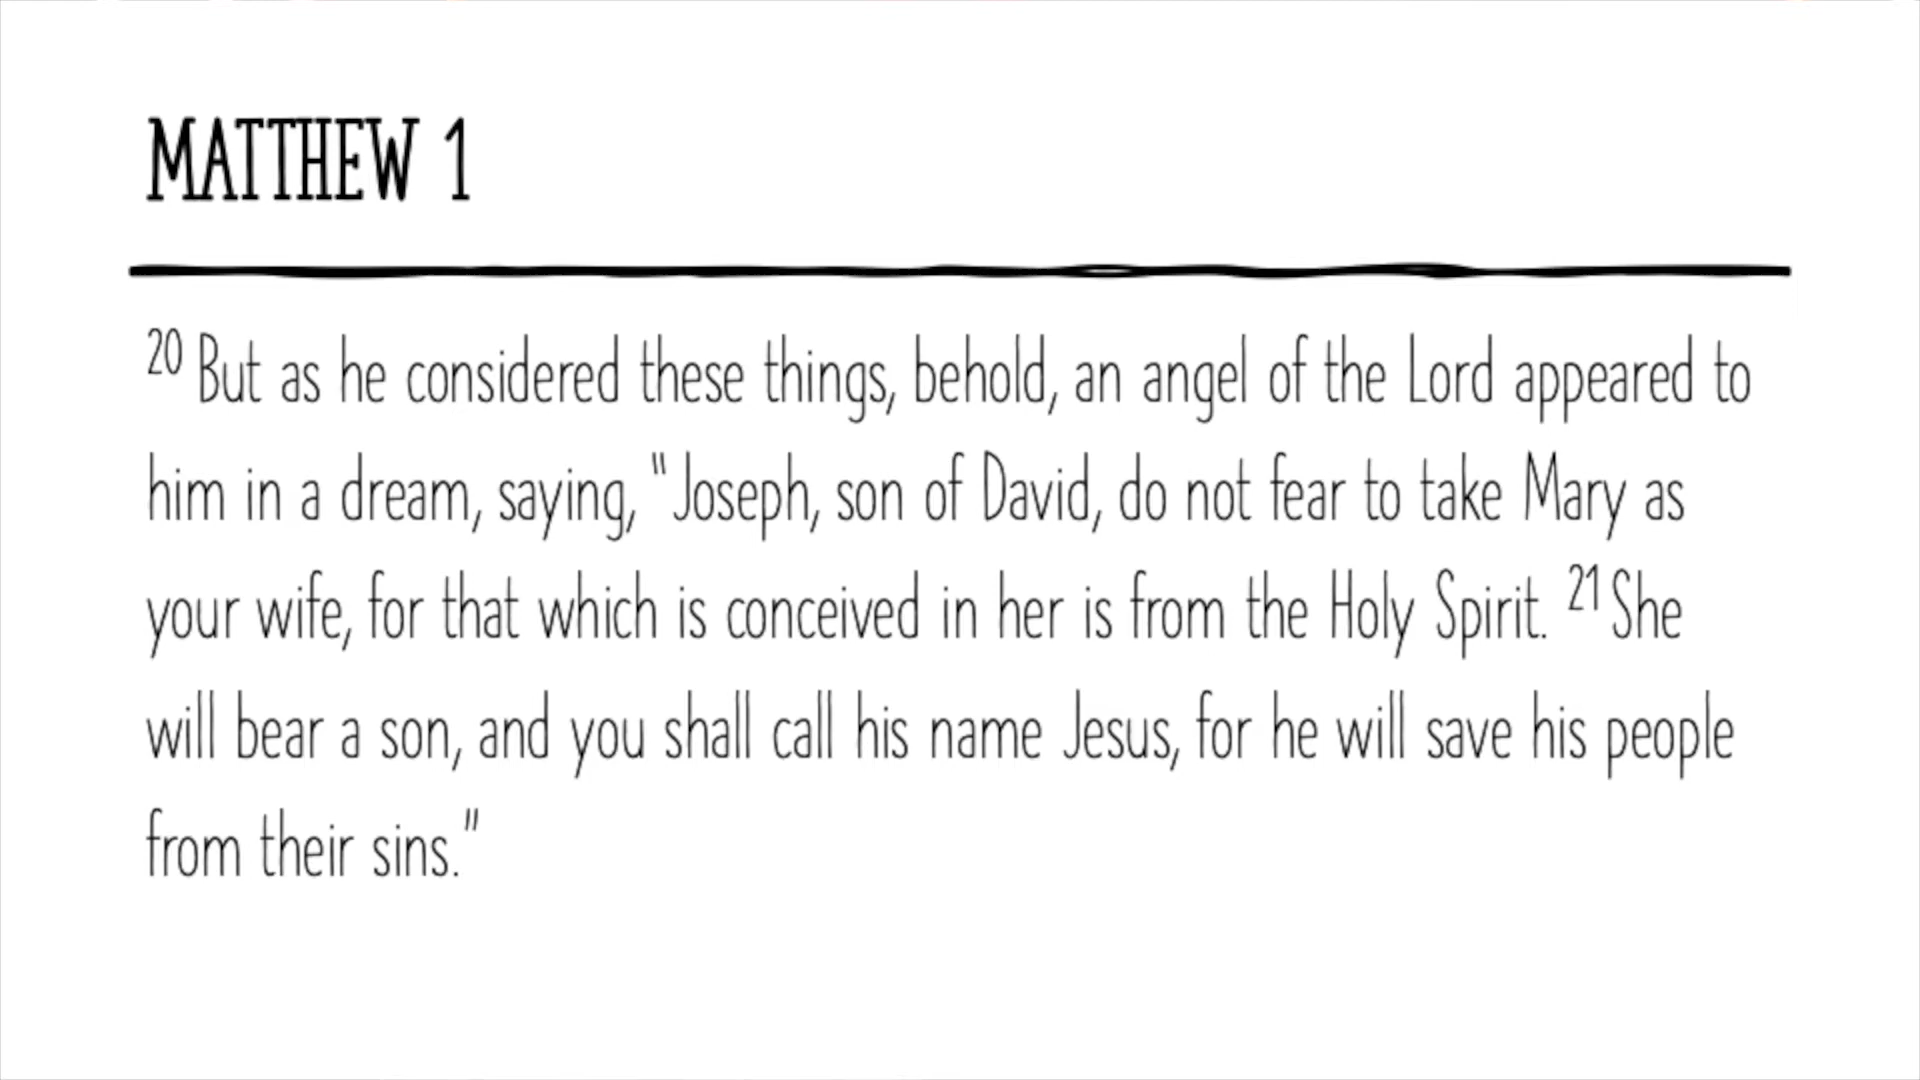 MATTHEW 1
20 But as he considered these things, behold, an angel of the Lord appeared to
him in a dream, saying, "Joseph, son of David, do not fear to take Mary as
your wife, for that which is conceived in her is from the Holy Spirit. 21 She
will bear a son, and you shall call his name Jesus, for he will save his people
from their sins."